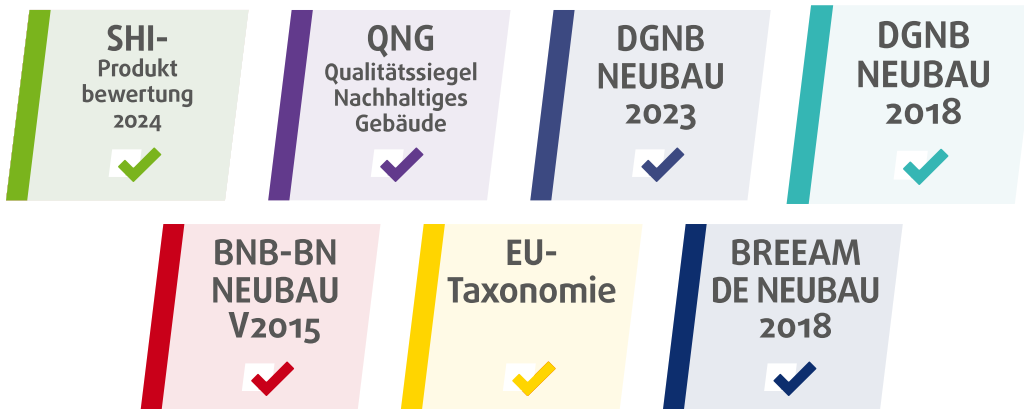 SHI-
Produkt
bewertung
2024
QNG
Qualitätssiegel
Nachhaltiges
Gebäude
DGNB
NEUBAU
2023
DGNB
NEUBAU
2018
BNB-BN
NEUBAU
V2015
EU-
Taxonomie
BREEAM
DE NEUBAU
2018